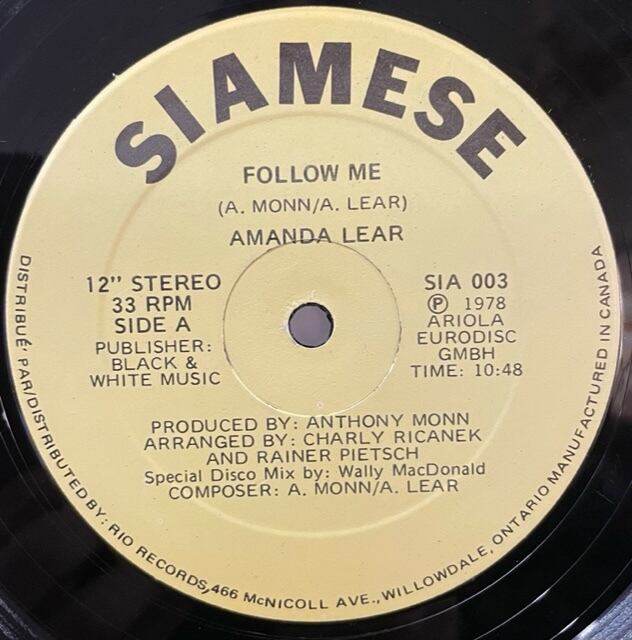 SIAMESE
FOLLOW ME
(A. MONN/A. LEAR)
AMANDA LEAR
12" STEREO
33 RPM
SIDE A
PUBLISHER:
BLACK &
WHITE MUSIC
SIA 003
Ⓟ 1978
ARIOLA
EURODISC
GMBH
TIME: 10:48
PRODUCED BY: ANTHONY MONN
ARRANGED BY: CHARLY RICANEK
AND RAINER PIETSCH
Special Disco Mix by: Wally MacDonald
COMPOSER: A. MONN/A. LEAR
DISTRIBUÉ, PAR/DISTRIBUTED BY: RIO RECORDS, 466 McNICOLL AVE., WILLOWDALE, ONTARIO MANUFACTURED IN CANADA